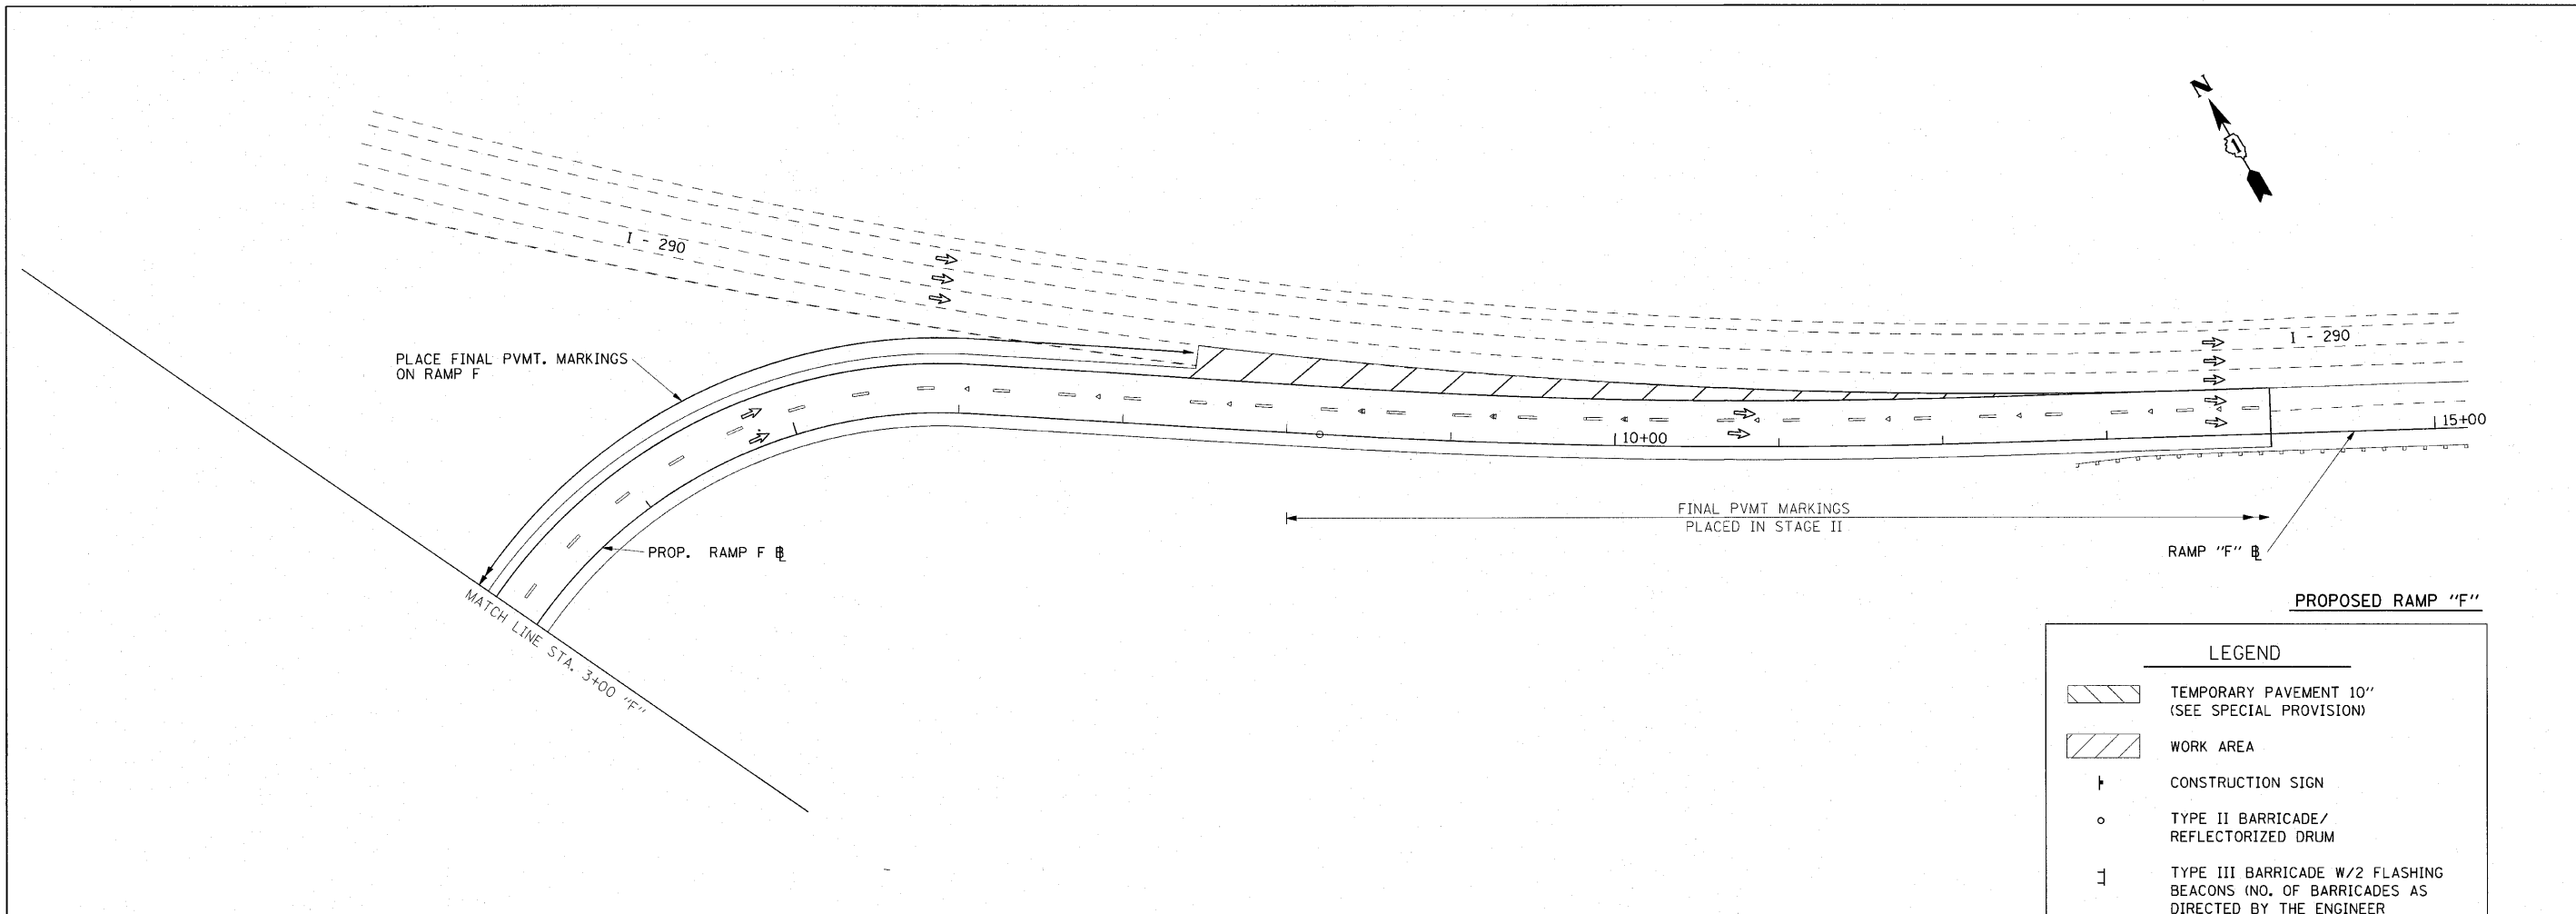 N
1
I - 290
I - 290
PLACE FINAL PVMT. MARKINGS
ON RAMP F
10+00
15+00
FINAL PVMT MARKINGS
PLACED IN STAGE II
PROP. RAMP F ⅊
RAMP "F" ⅊
MATCH LINE STA. 3+00 "F"
PROPOSED RAMP "F"
LEGEND
TEMPORARY PAVEMENT 10"
(SEE SPECIAL PROVISION)
WORK AREA
CONSTRUCTION SIGN
TYPE II BARRICADE/
REFLECTORIZED DRUM
TYPE III BARRICADE W/2 FLASHING
BEACONS (NO. OF BARRICADES AS
DIRECTED BY THE ENGINEER